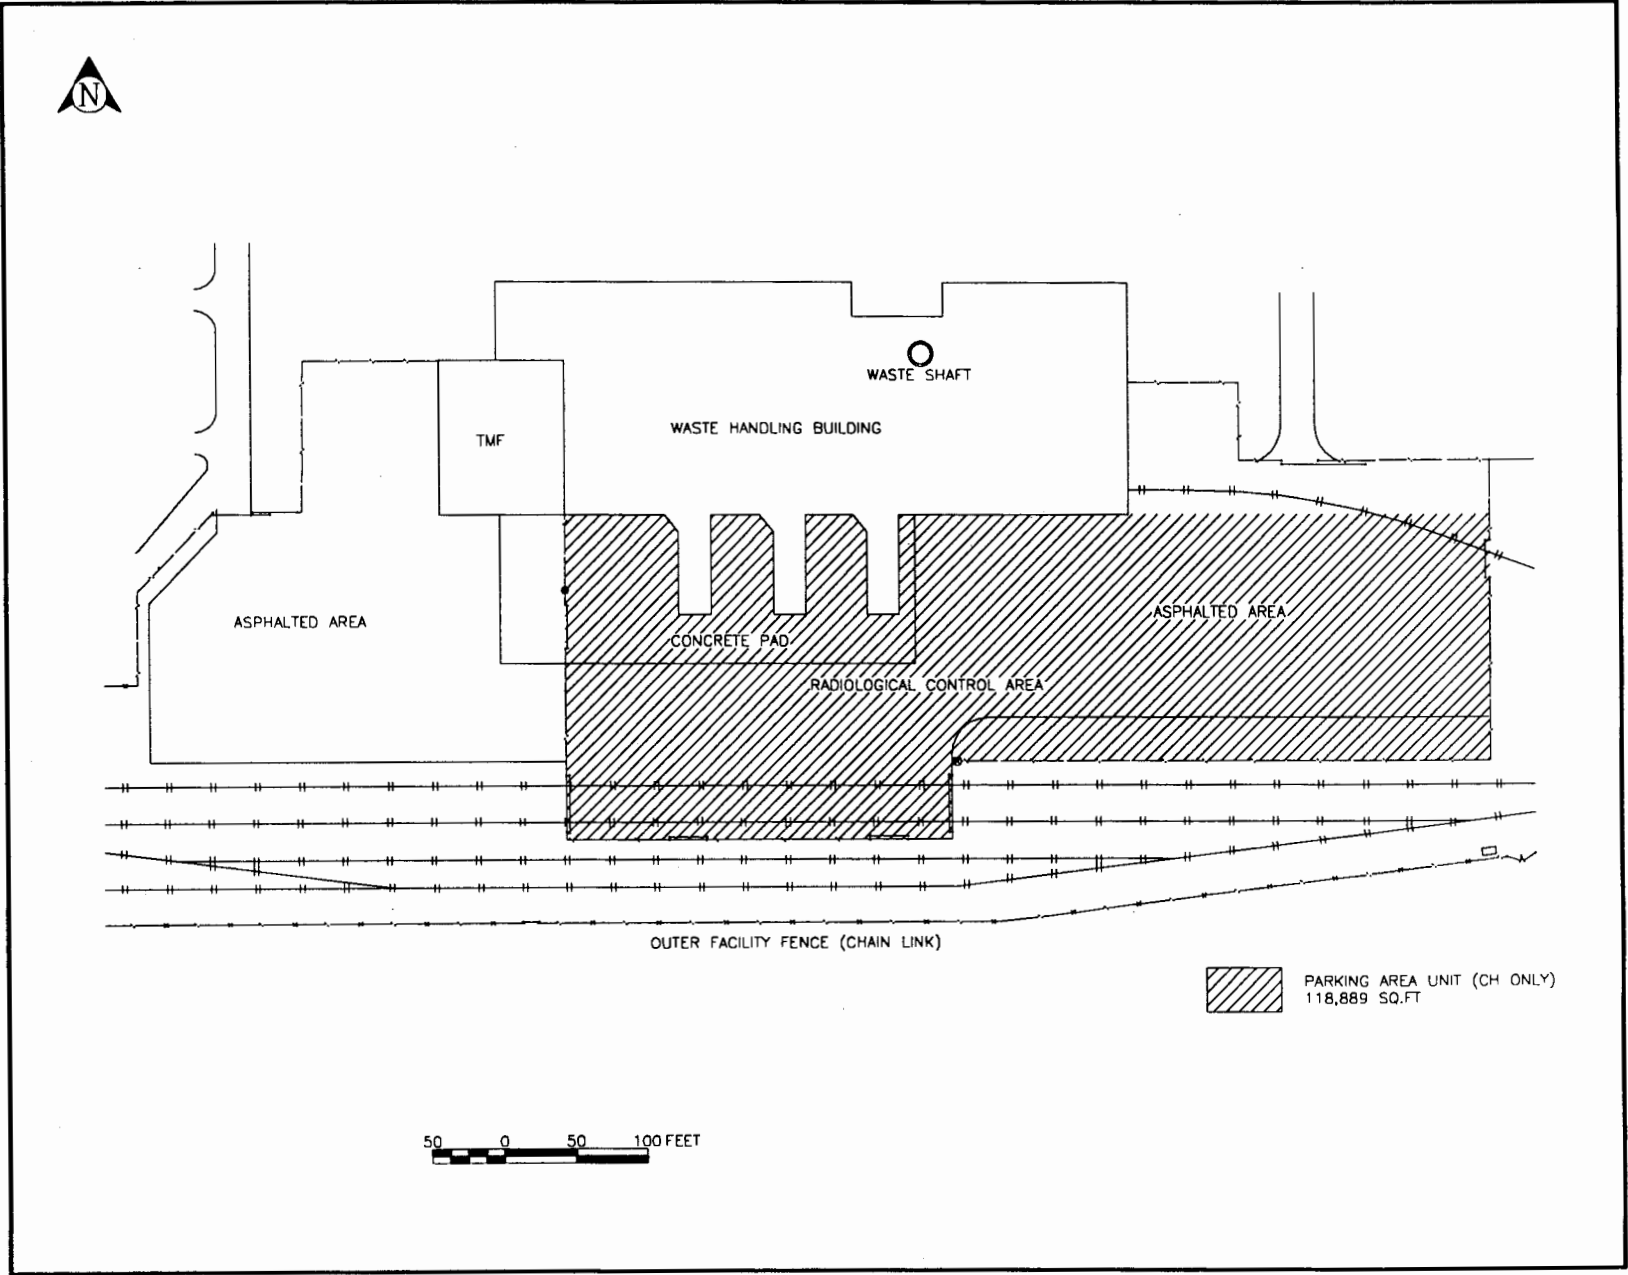 N
WASTE SHAFT
WASTE HANDLING BUILDING
TMF
ASPHALTED AREA
ASPHALTED AREA
CONCRETE PAD
RADIOLOGICAL CONTROL AREA
OUTER FACILITY FENCE (CHAIN LINK)
PARKING AREA UNIT (CH ONLY)
118,889 SQ.FT
50 0 50 100 FEET